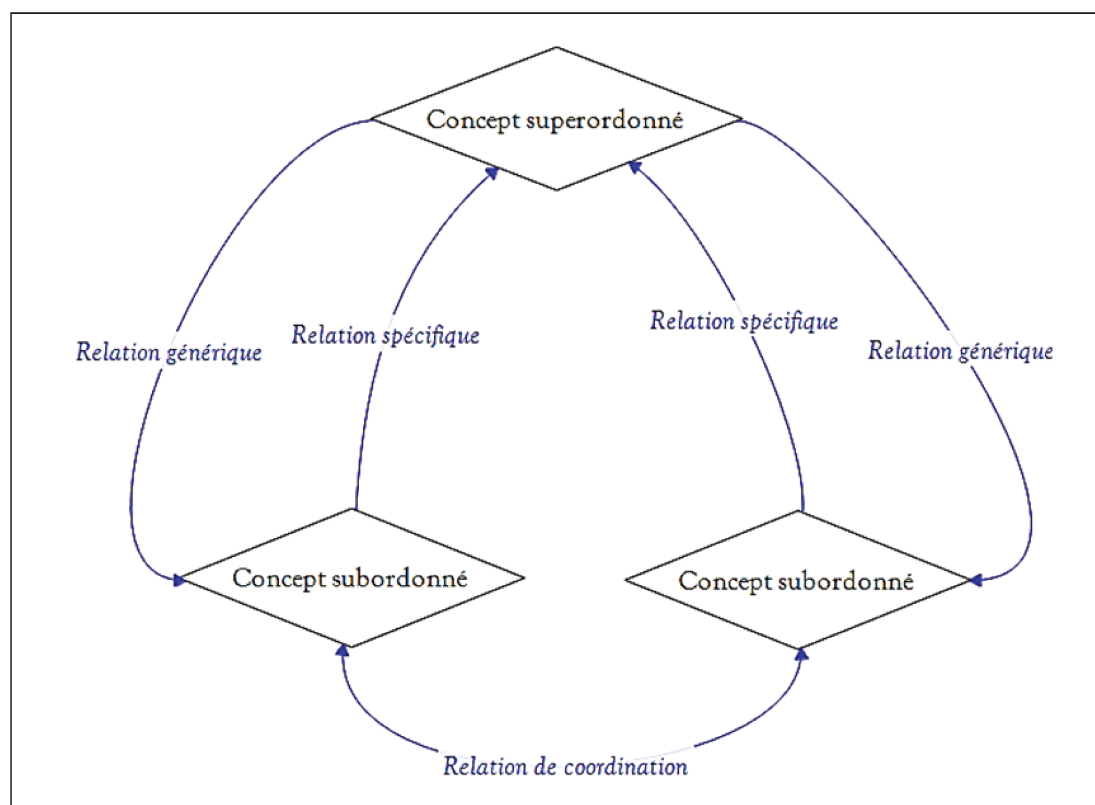 Concept superordonné
Relation spécifique
Relation spécifique
Relation générique
Relation générique
Concept subordonné
Concept subordonné
Relation de coordination